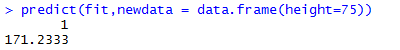 > predict(fit,newdata = data.frame(height=75))
1
171.2333